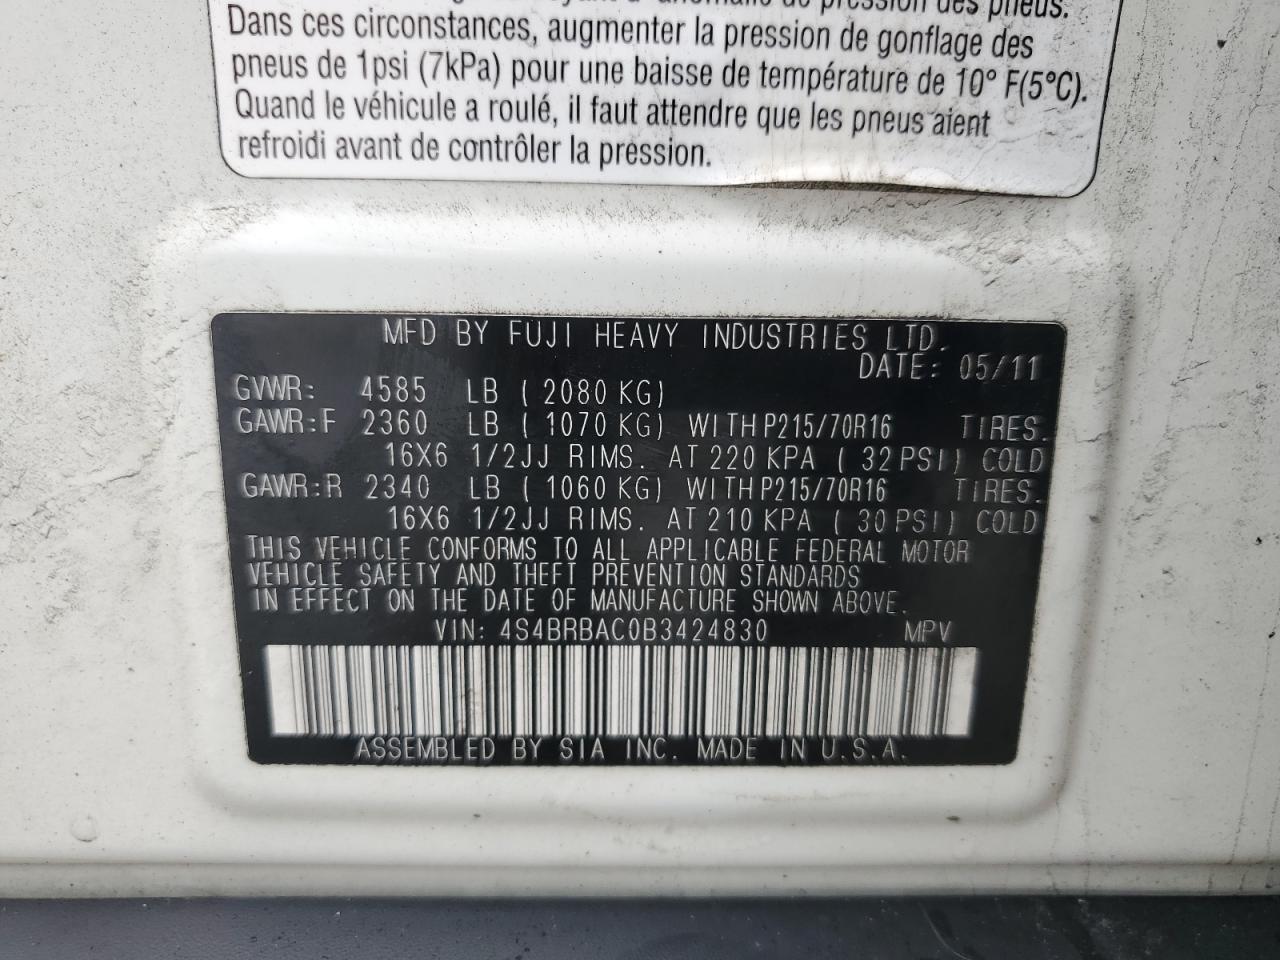 de pression des pneus.
Dans ces circonstances, augmenter la pression de gonflage des
pneus de 1psi (7kPa) pour une baisse de température de 10° F(5°C).
Quand le véhicule a roulé, il faut attendre que les pneus aient
refroidi avant de contrôler la pression.
MFD BY FUJI HEAVY INDUSTRIES LTD.
DATE: 05/11
GVWR: 4585 LB ( 2080 KG)
GAWR:F 2360 LB ( 1070 KG) WITH P215/70R16 TIRES.
16X6 1/2JJ RIMS. AT 220 KPA ( 32 PSI) COLD
GAWR:R 2340 LB ( 1060 KG) WITH P215/70R16 TIRES.
16X6 1/2JJ RIMS. AT 210 KPA ( 30 PSI) COLD
THIS VEHICLE CONFORMS TO ALL APPLICABLE FEDERAL MOTOR
VEHICLE SAFETY AND THEFT PREVENTION STANDARDS
IN EFFECT ON THE DATE OF MANUFACTURE SHOWN ABOVE.
VIN: 4S4BRBAC0B3424830 MPV
ASSEMBLED BY SIA INC. MADE IN U.S.A.